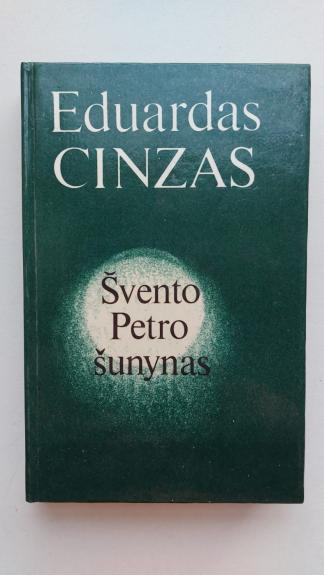 Eduardas
CINZAS
Švento
Petro
šunynas